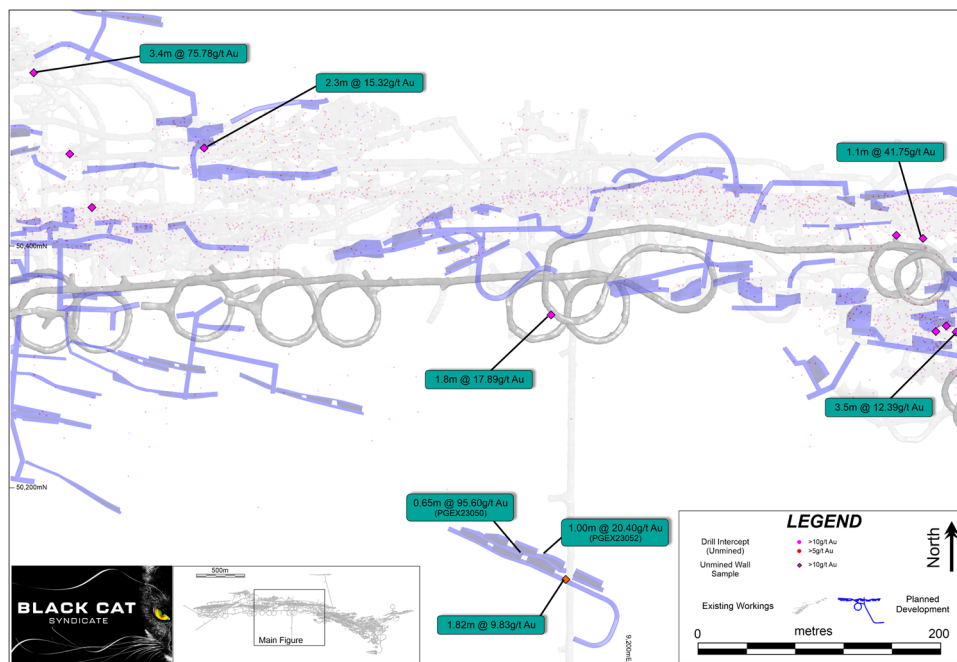 3.4m @ 75.78g/t Au
2.3m @ 15.32g/t Au
1.1m @ 41.75g/t Au
50,400mN
1.8m @ 17.89g/t Au
3.5m @ 12.39g/t Au
50,200mN
0.65m @ 95.60g/t Au
(PGEX23050)
1.00m @ 20.40g/t Au
(PGEX23052)
1.82m @ 9.83g/t Au
9,200mE
BLACK CAT
SYNDICATE
500m
Main Figure
LEGEND
Drill Intercept
(Unmined)
>10g/t Au
>5g/t Au
Unmined Wall
Sample
>10g/t Au
North
Existing Workings
Planned
Development
0
metres
200